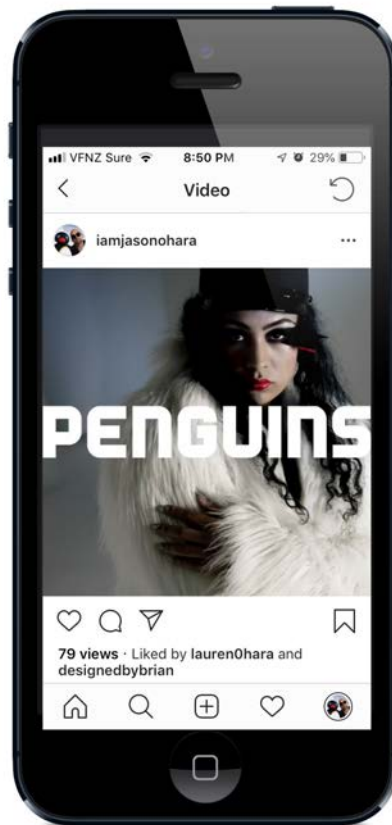 VFNZ Sure 8:50 PM 29%
Video
iamjasonohara
PENGUINS
79 views · Liked by lauren0hara and
designedbybrian